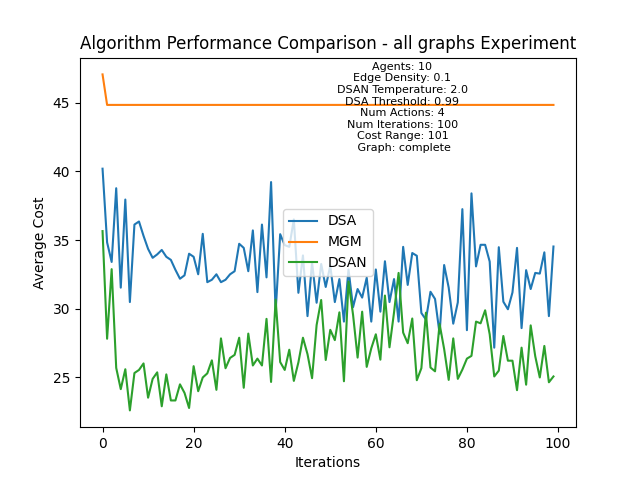 Algorithm Performance Comparison - all graphs Experiment
Agents: 10
Edge Density: 0.1
DSAN Temperature: 2.0
DSA Threshold: 0.99
Num Actions: 4
Num Iterations: 100
Cost Range: 101
Graph: complete
45
40
35
30
25
Average Cost
DSA
MGM
DSAN
0 20 40 60 80 100
Iterations